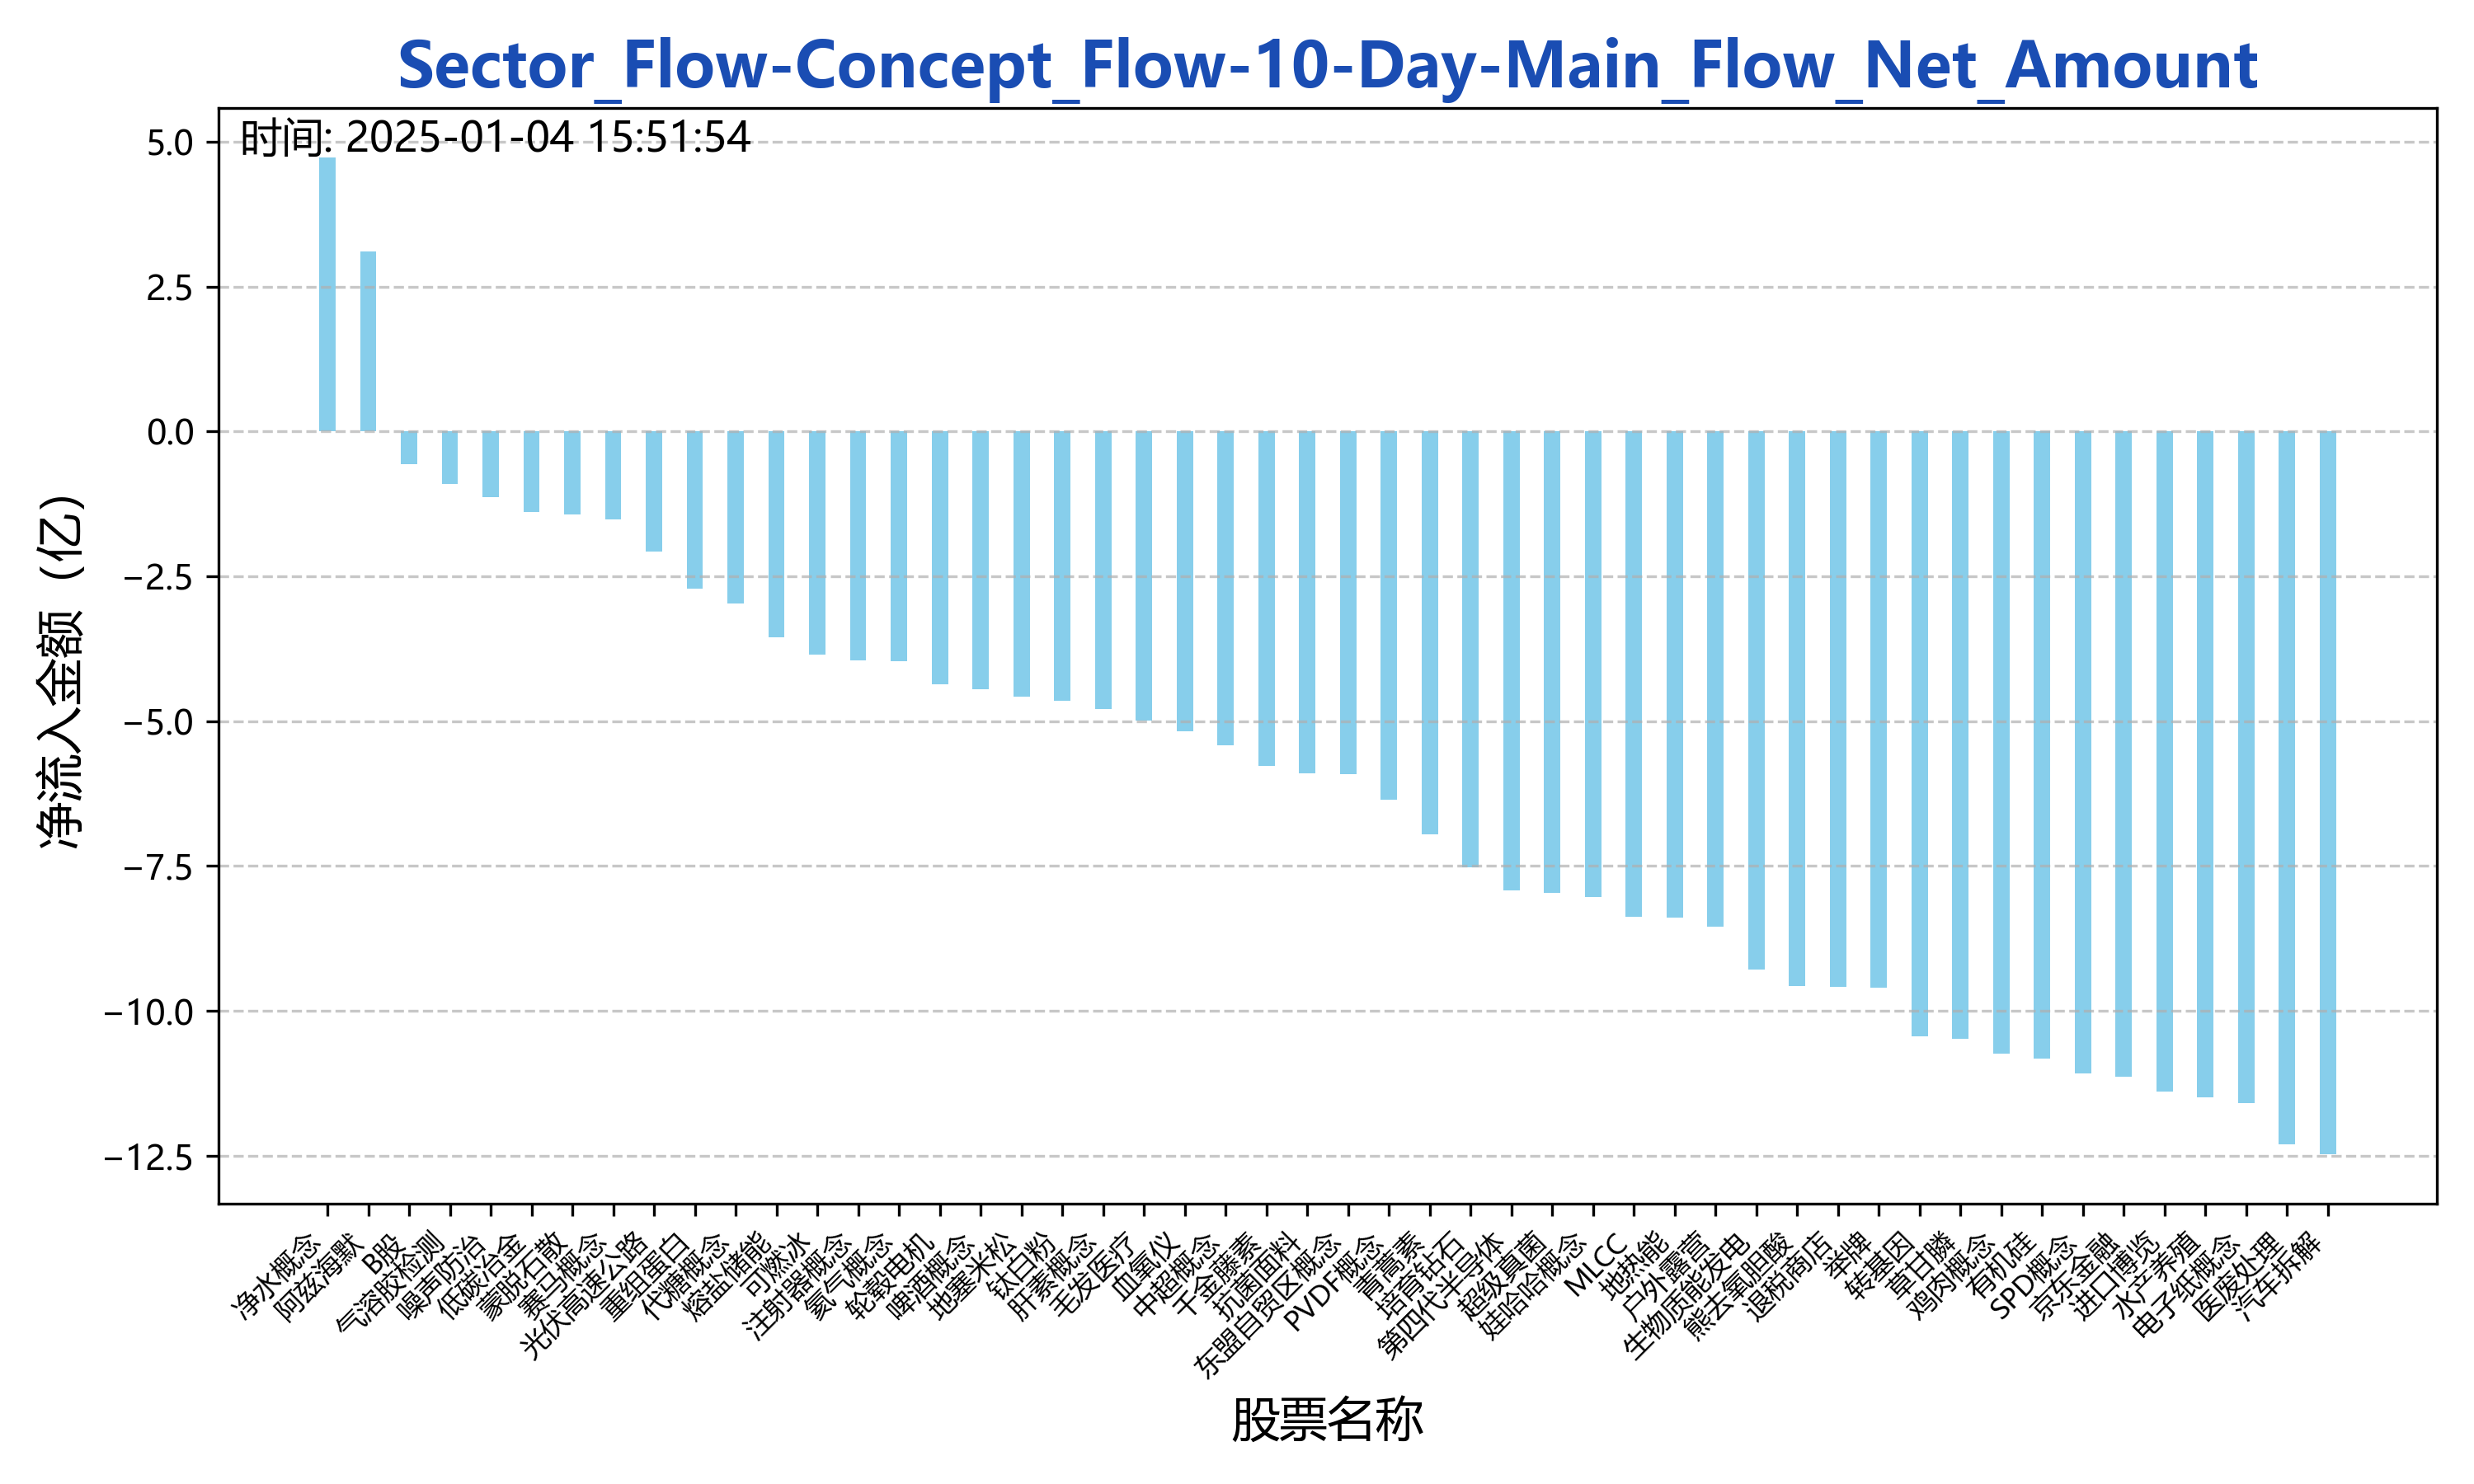 Sector_Flow-Concept_Flow-10-Day-Main_Flow_Net_Amount
时间: 2025-01-04 15:51:54
净流入金额 (亿)
5.0
2.5
0.0
−2.5
−5.0
−7.5
−10.0
−12.5
净水概念
阿兹海默
B股
气溶胶检测
噪声防治
低碳冶金
蒙脱石散
赛马概念
光伏高速公路
重组蛋白
代糖概念
熔盐储能
可燃冰
注射器概念
氦气概念
轮毂电机
啤酒概念
地塞米松
钛白粉
肝素概念
毛发医疗
血氧仪
中超概念
千金藤素
抗菌面料
东盟自贸区概念
PVDF概念
青蒿素
培育钻石
第四代半导体
超级真菌
娃哈哈概念
MLCC
地热能
户外露营
生物质能发电
熊去氧胆酸
退税商店
举牌
转基因
草甘膦
鸡肉概念
有机硅
SPD概念
京东金融
进口博览
水产养殖
电子纸概念
医废处理
汽车拆解
股票名称